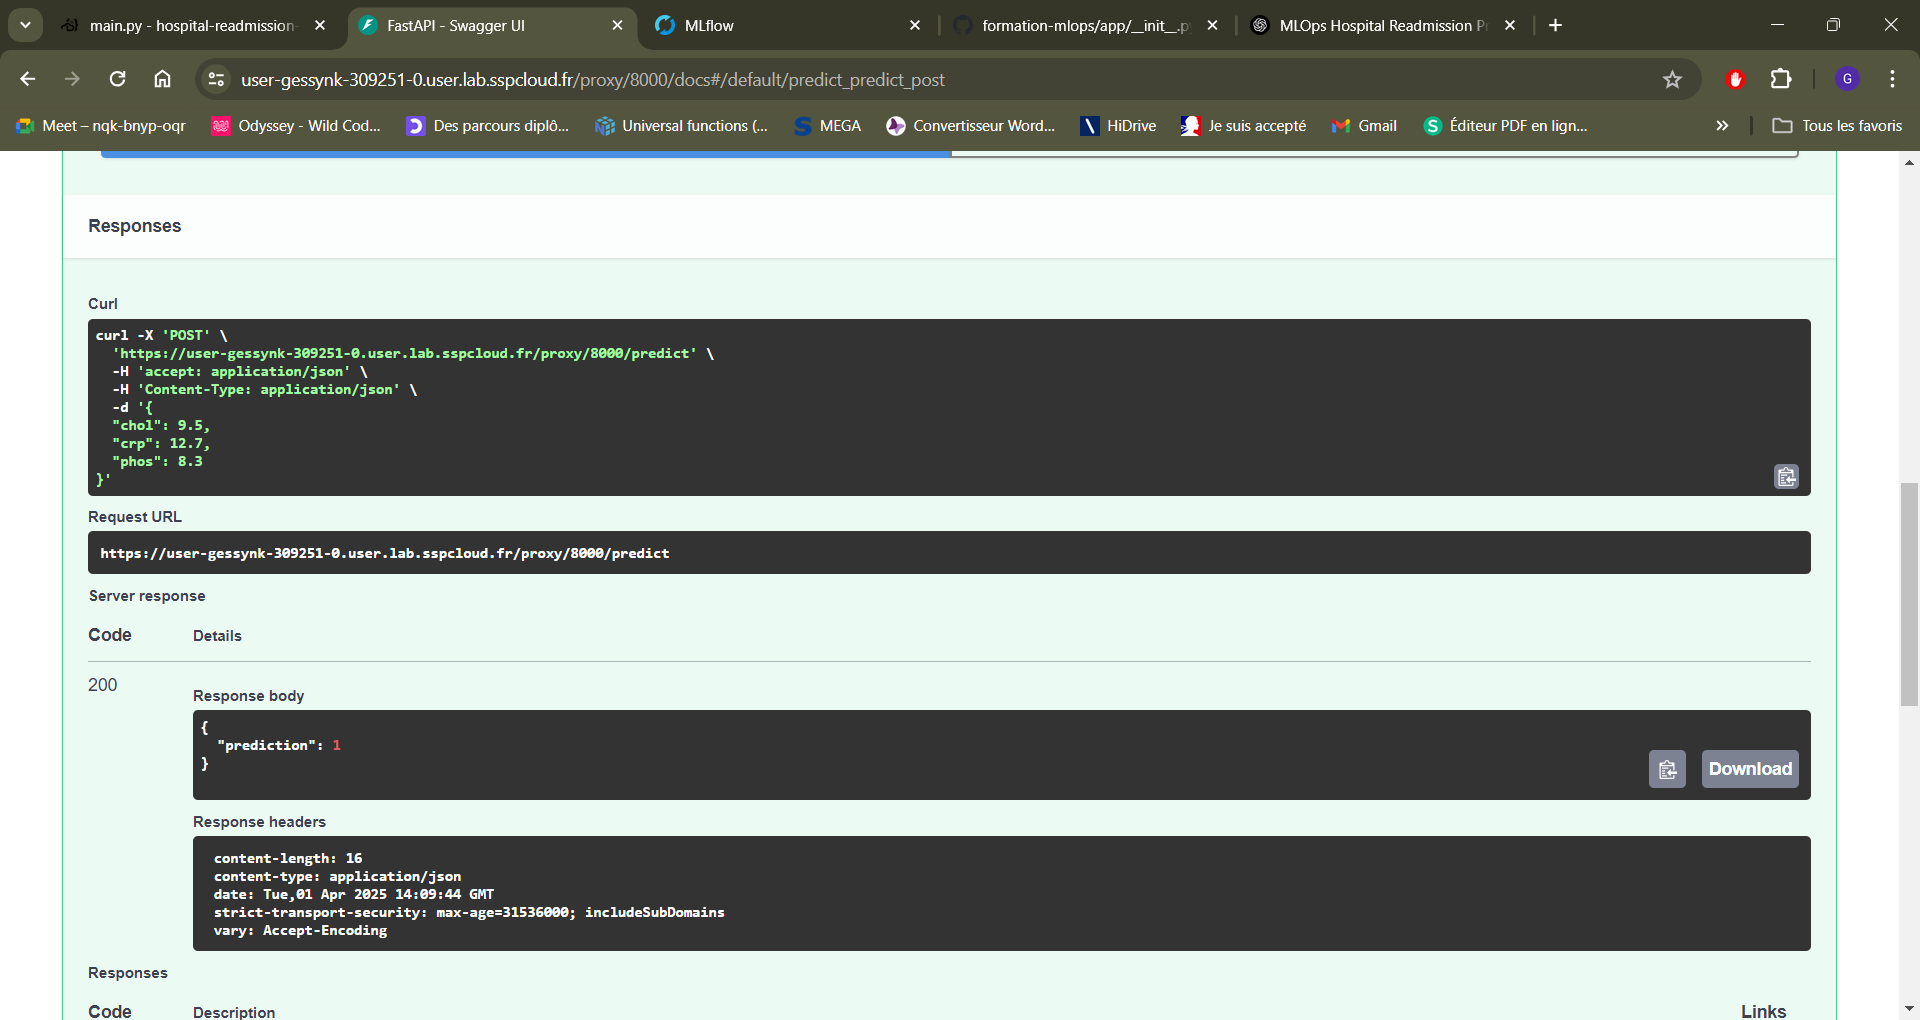 main.py - hospital-readmission-
FastAPI - Swagger UI
MLflow
formation-mlops/app/__init__.py
MLOps Hospital Readmission Pr
user-gessynk-309251-0.user.lab.sspcloud.fr/proxy/8000/docs#/default/predict_predict_post
G
Meet – nqk-bnyp-oqr
Odyssey - Wild Cod...
Des parcours diplô...
Universal functions (...
MEGA
Convertisseur Word...
HiDrive
Je suis accepté
Gmail
Éditeur PDF en lign...
Tous les favoris
Responses
Curl
curl -X 'POST' \
'https://user-gessynk-309251-0.user.lab.sspcloud.fr/proxy/8000/predict' \
-H 'accept: application/json' \
-H 'Content-Type: application/json' \
-d '{
"chol": 9.5,
"crp": 12.7,
"phos": 8.3
}'
Request URL
https://user-gessynk-309251-0.user.lab.sspcloud.fr/proxy/8000/predict
Server response
Code Details
200
Response body
{
"prediction": 1
}
Download
Response headers
content-length: 16
content-type: application/json
date: Tue,01 Apr 2025 14:09:44 GMT
strict-transport-security: max-age=31536000; includeSubDomains
vary: Accept-Encoding
Responses
Code Description Links